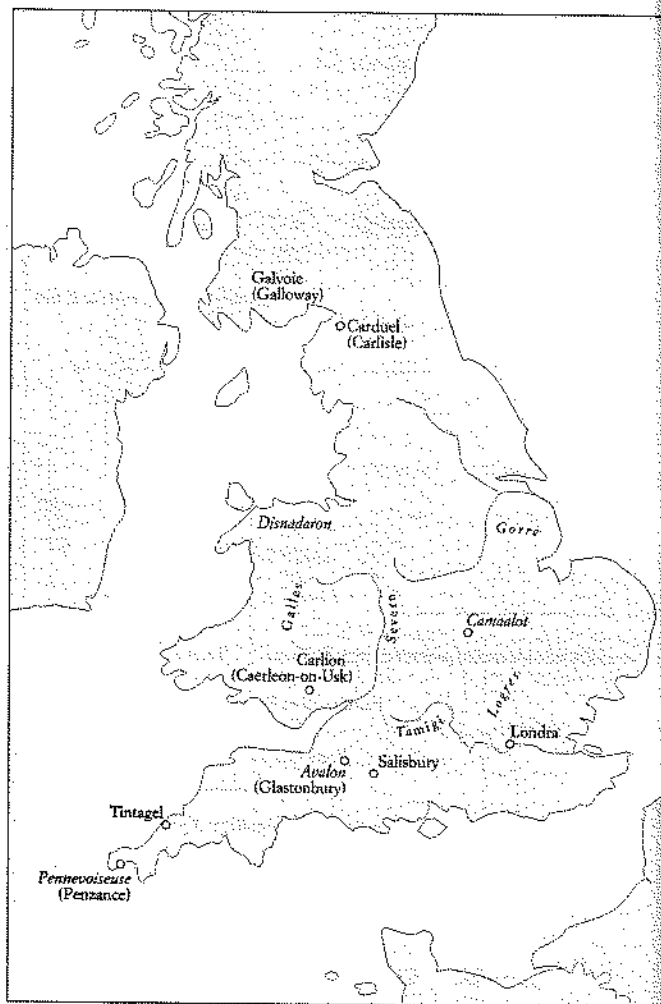 Galvoie
(Galloway)
Carduel
(Carlisle)
Disnadaron
Gorre
Galles
Severn
Camaalot
Carlion
(Caerleon-on-Usk)
Logres
Tamigi
Londra
Avalon
(Glastonbury)
Salisbury
Tintagel
Pennevoiseuse
(Penzance)